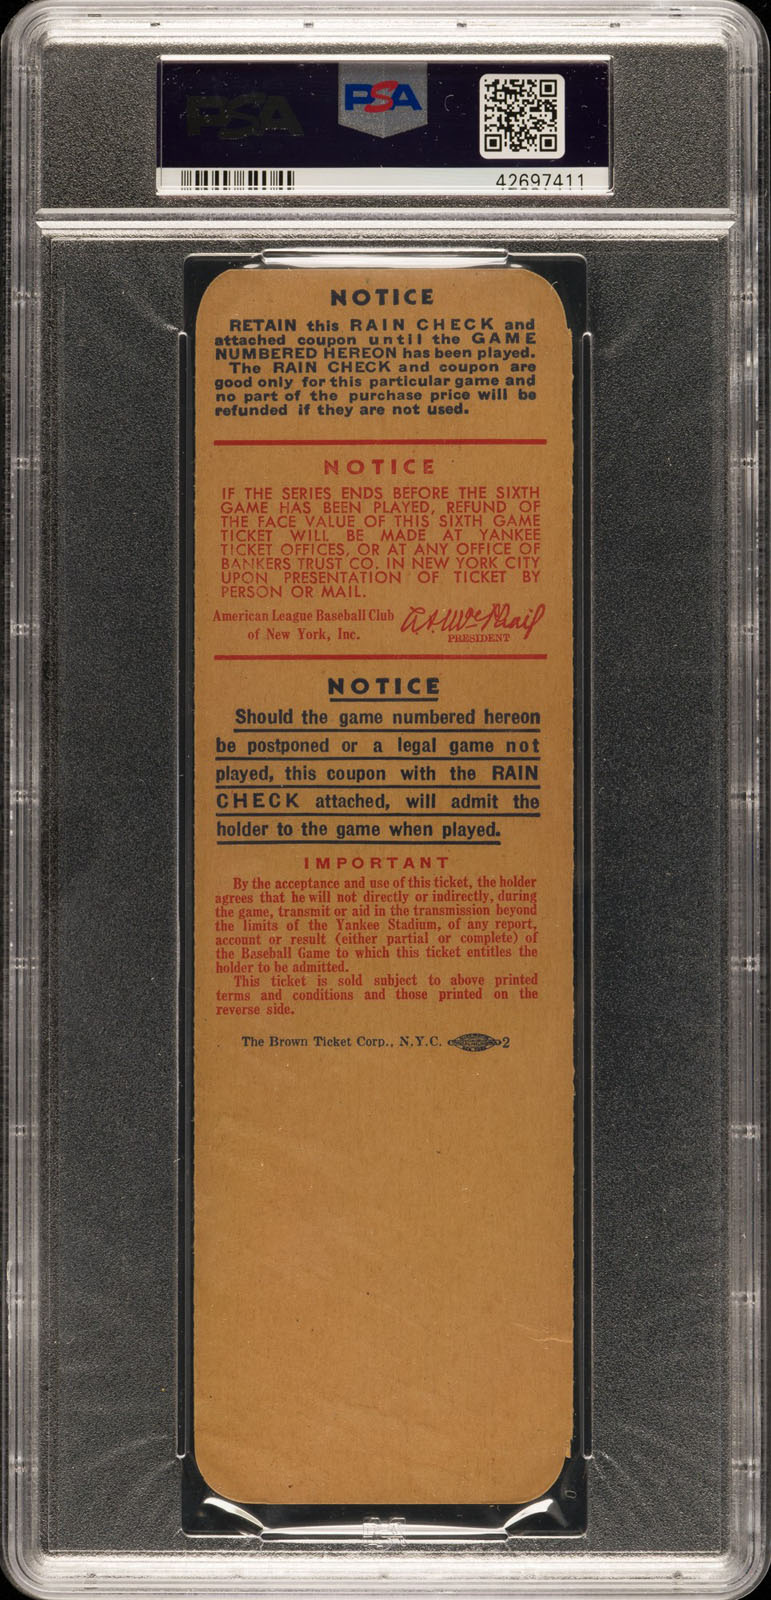 PSA
PSA
42697411
NOTICE
RETAIN this RAIN CHECK and
attached coupon until the GAME
NUMBERED HEREON has been played.
The RAIN CHECK and coupon are
good only for this particular game and
no part of the purchase price will be
refunded if they are not used.
NOTICE
IF THE SERIES ENDS BEFORE THE SIXTH
GAME HAS BEEN PLAYED, REFUND OF
THE FACE VALUE OF THIS SIXTH GAME
TICKET WILL BE MADE AT YANKEE
TICKET OFFICES, OR AT ANY OFFICE OF
BANKERS TRUST CO. IN NEW YORK CITY
UPON PRESENTATION OF TICKET BY
PERSON OR MAIL.
American League Baseball Club
of New York, Inc.
PRESIDENT
NOTICE
Should the game numbered hereon
be postponed or a legal game not
played, this coupon with the RAIN
CHECK attached, will admit the
holder to the game when played.
IMPORTANT
By the acceptance and use of this ticket, the holder
agrees that he will not directly or indirectly, during
the game, transmit or aid in the transmission beyond
the limits of the Yankee Stadium, of any report,
account or result (either partial or complete) of
the Baseball Game to which this ticket entitles the
holder to be admitted.
This ticket is sold subject to above printed
terms and conditions and those printed on the
reverse side.
The Brown Ticket Corp., N.Y.C. 2